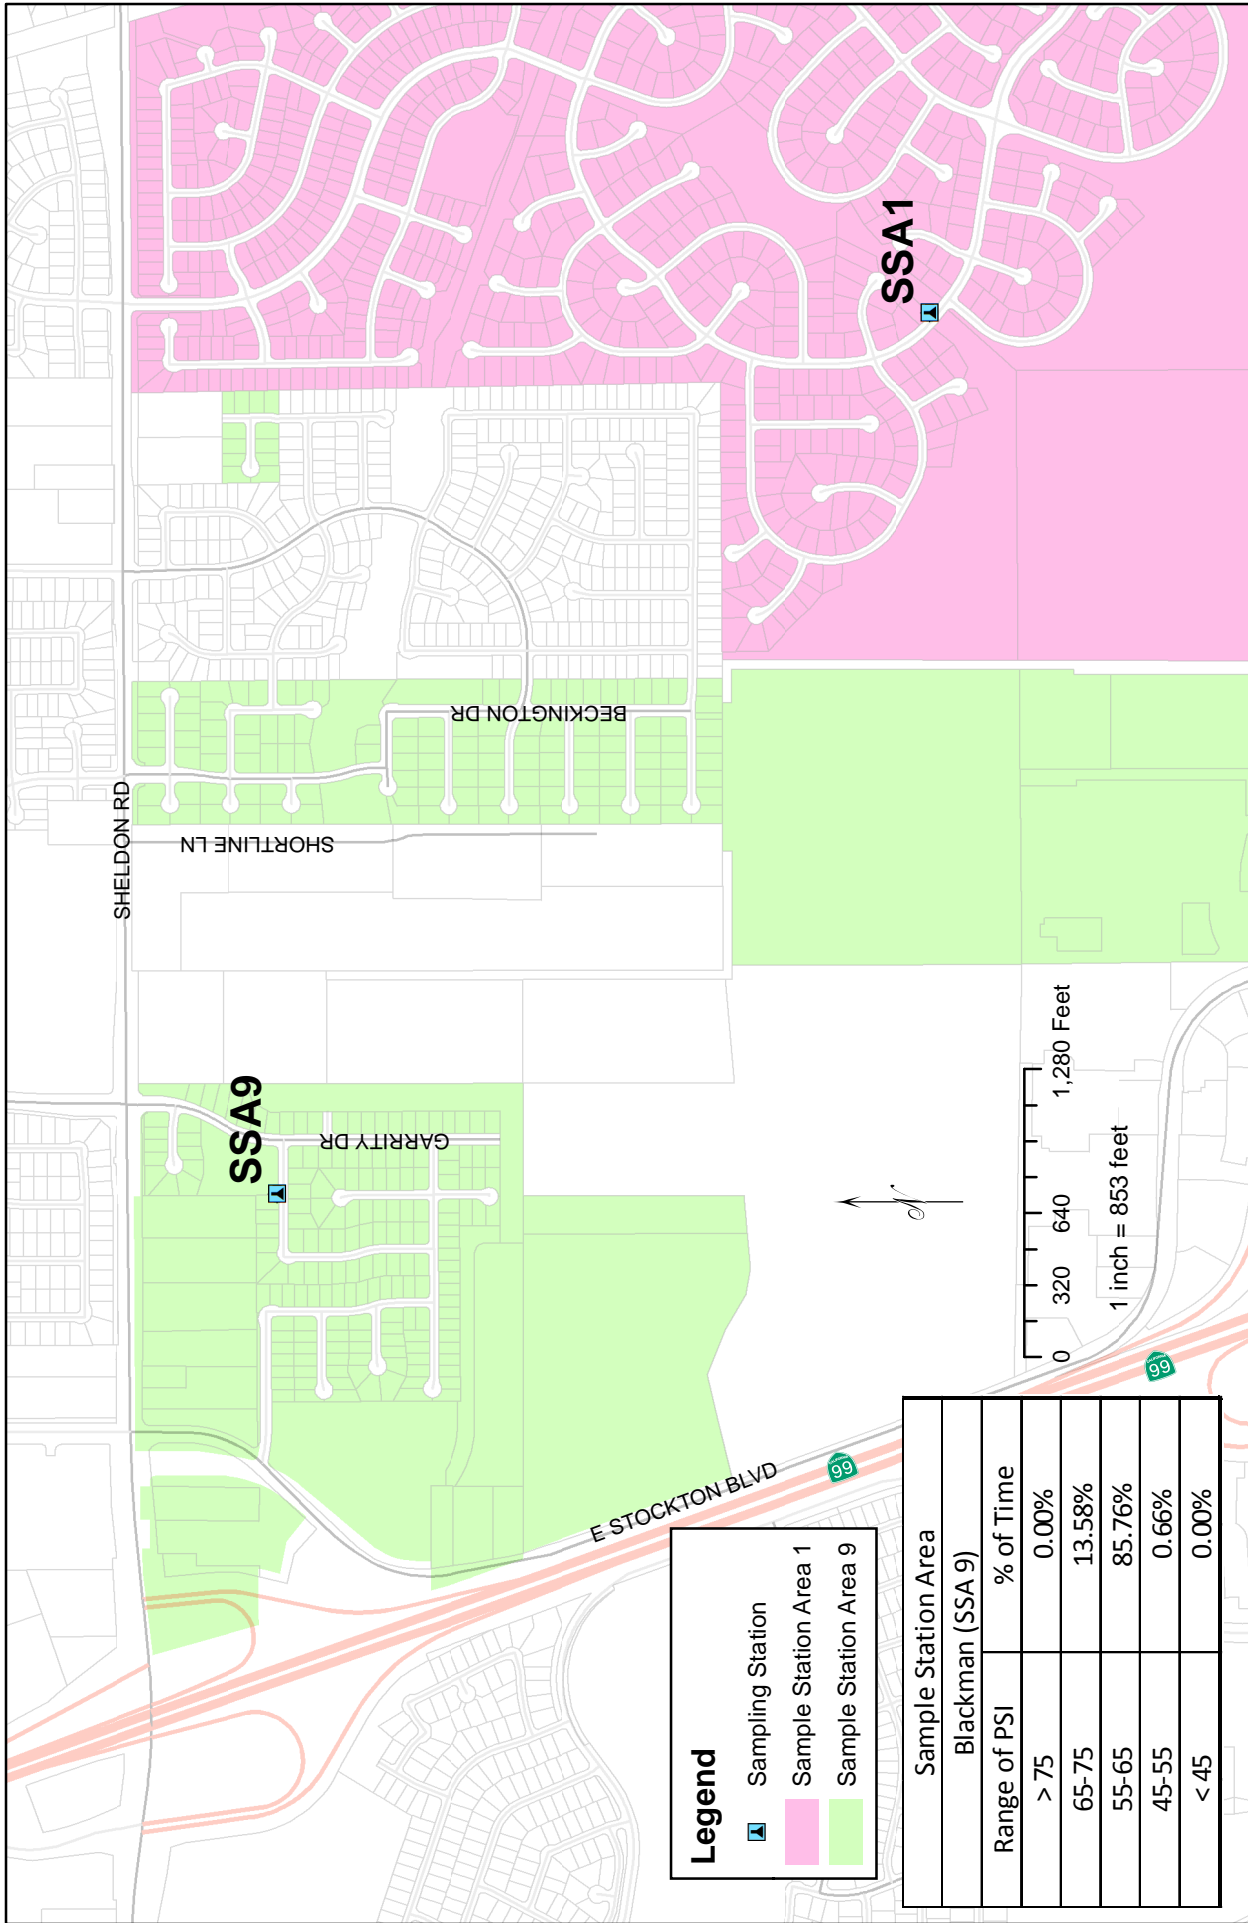 SHELDON RD
SSA9
SHORTLINE LN
GARRITY DR
BECKINGTON DR
SSA1
E STOCKTON BLVD
99
99
0 320 640 1,280 Feet
1 inch = 853 feet
Legend
Sampling Station
Sample Station Area 1
Sample Station Area 9
Sample Station Area
Blackman (SSA 9)
Range of PSI % of Time
> 75 0.00%
65-75 13.58%
55-65 85.76%
45-55 0.66%
< 45 0.00%